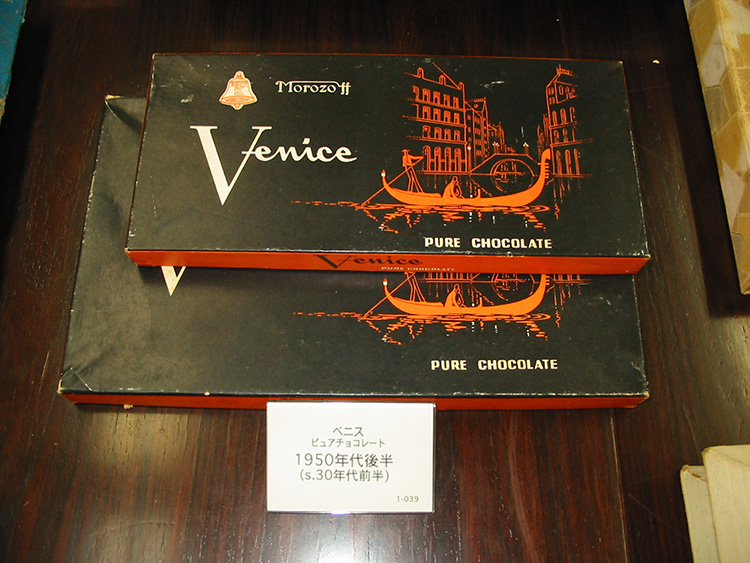 Morozoff
Venice
PURE CHOCOLATE
Venice
PURE CHOCOLATE
V
PURE CHOCOLATE
ベニス
ピュアチョコレート
1950年代後半
(s.30年代前半)
1-039